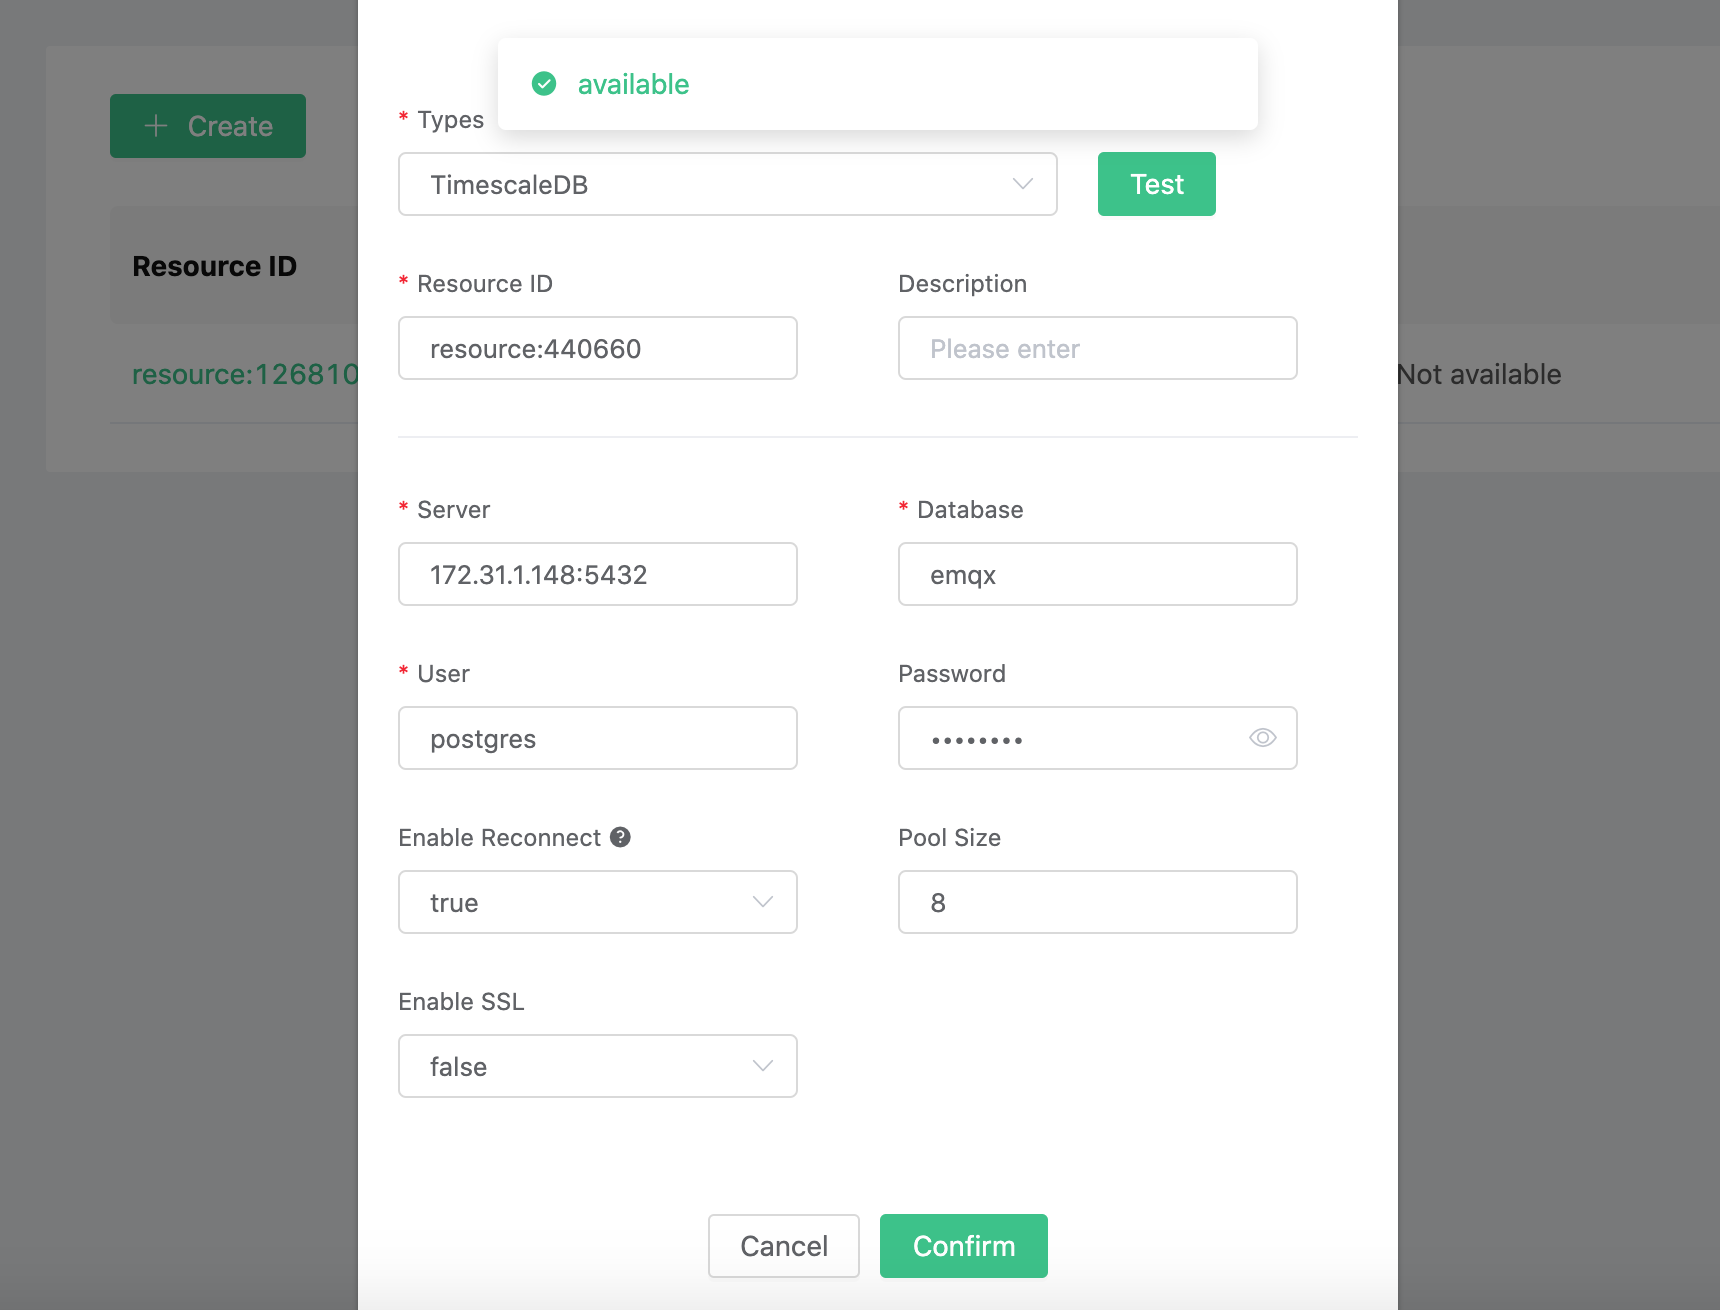 available
* Types
+ Create
TimescaleDB
Test
Resource ID
* Resource ID
Description
resource:440660
Please enter
resource:126810
Not available
* Server
* Database
172.31.1.148:5432
emqx
* User
Password
postgres
••••••••
Enable Reconnect ?
Pool Size
true
8
Enable SSL
false
Cancel
Confirm